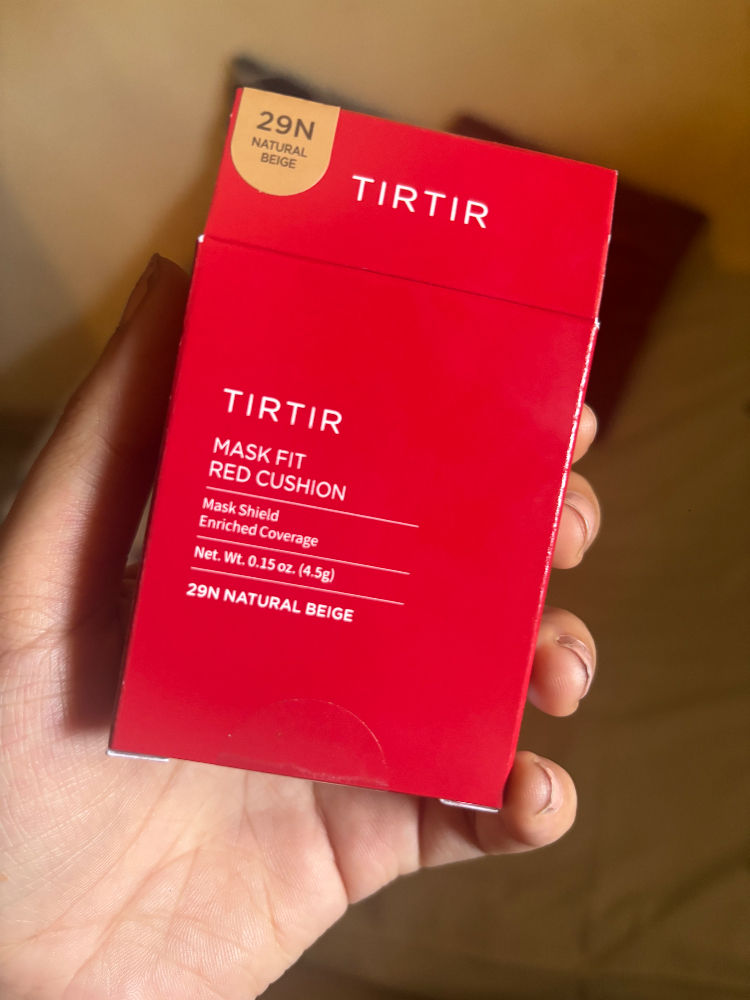 29N
NATURAL
BEIGE
TIRTIR
TIRTIR
MASK FIT
RED CUSHION
Mask Shield
Enriched Coverage
Net. Wt. 0.15 oz. (4.5g)
29N NATURAL BEIGE